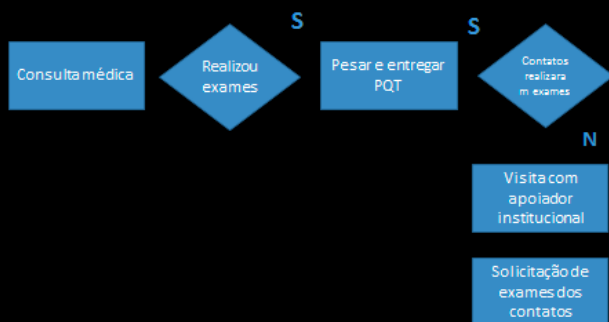 S
S
Consulta médica
Realizou
exames
Pesar e entregar
PQT
Contatos
realizara
m exames
N
Visita com
apoiador
institucional
Solicitação de
exames dos
contatos